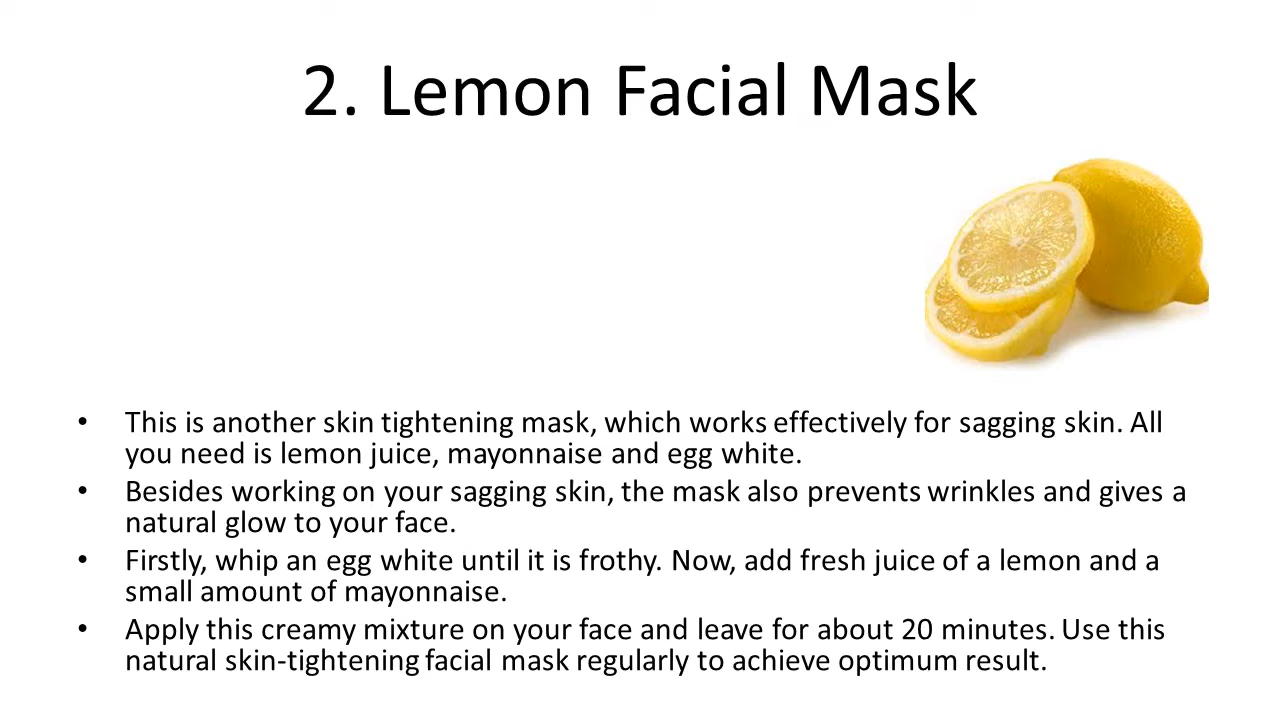 2. Lemon Facial Mask
• This is another skin tightening mask, which works effectively for sagging skin. All
you need is lemon juice, mayonnaise and egg white.
• Besides working on your sagging skin, the mask also prevents wrinkles and gives a
natural glow to your face.
• Firstly, whip an egg white until it is frothy. Now, add fresh juice of a lemon and a
small amount of mayonnaise.
• Apply this creamy mixture on your face and leave for about 20 minutes. Use this
natural skin-tightening facial mask regularly to achieve optimum result.